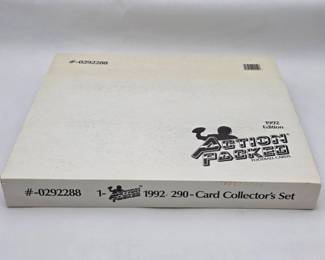 #-0292288
1992
Edition
ACTION
PACKED
FOOTBALL CARDS
#-0292288 1- ACTION PACKED 1992 290-Card Collector's Set